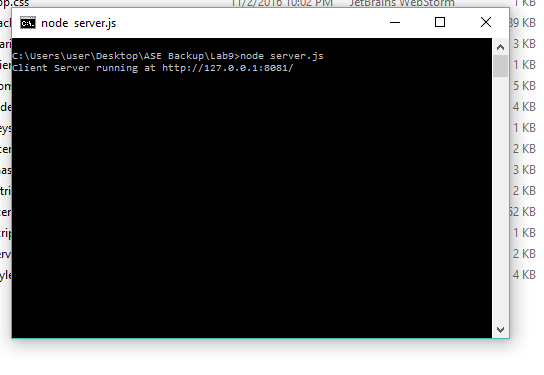 op.css 11/2/2016 10:02 PM JetBrains WebStorm 1 KB
node server.js
C:\Users\user\Desktop\ASE Backup\Lab9>node server.js
Client Server running at http://127.0.0.1:8081/
39 KB
3 KB
1 KB
5 KB
4 KB
1 KB
2 KB
3 KB
2 KB
52 KB
1 KB
2 KB
4 KB